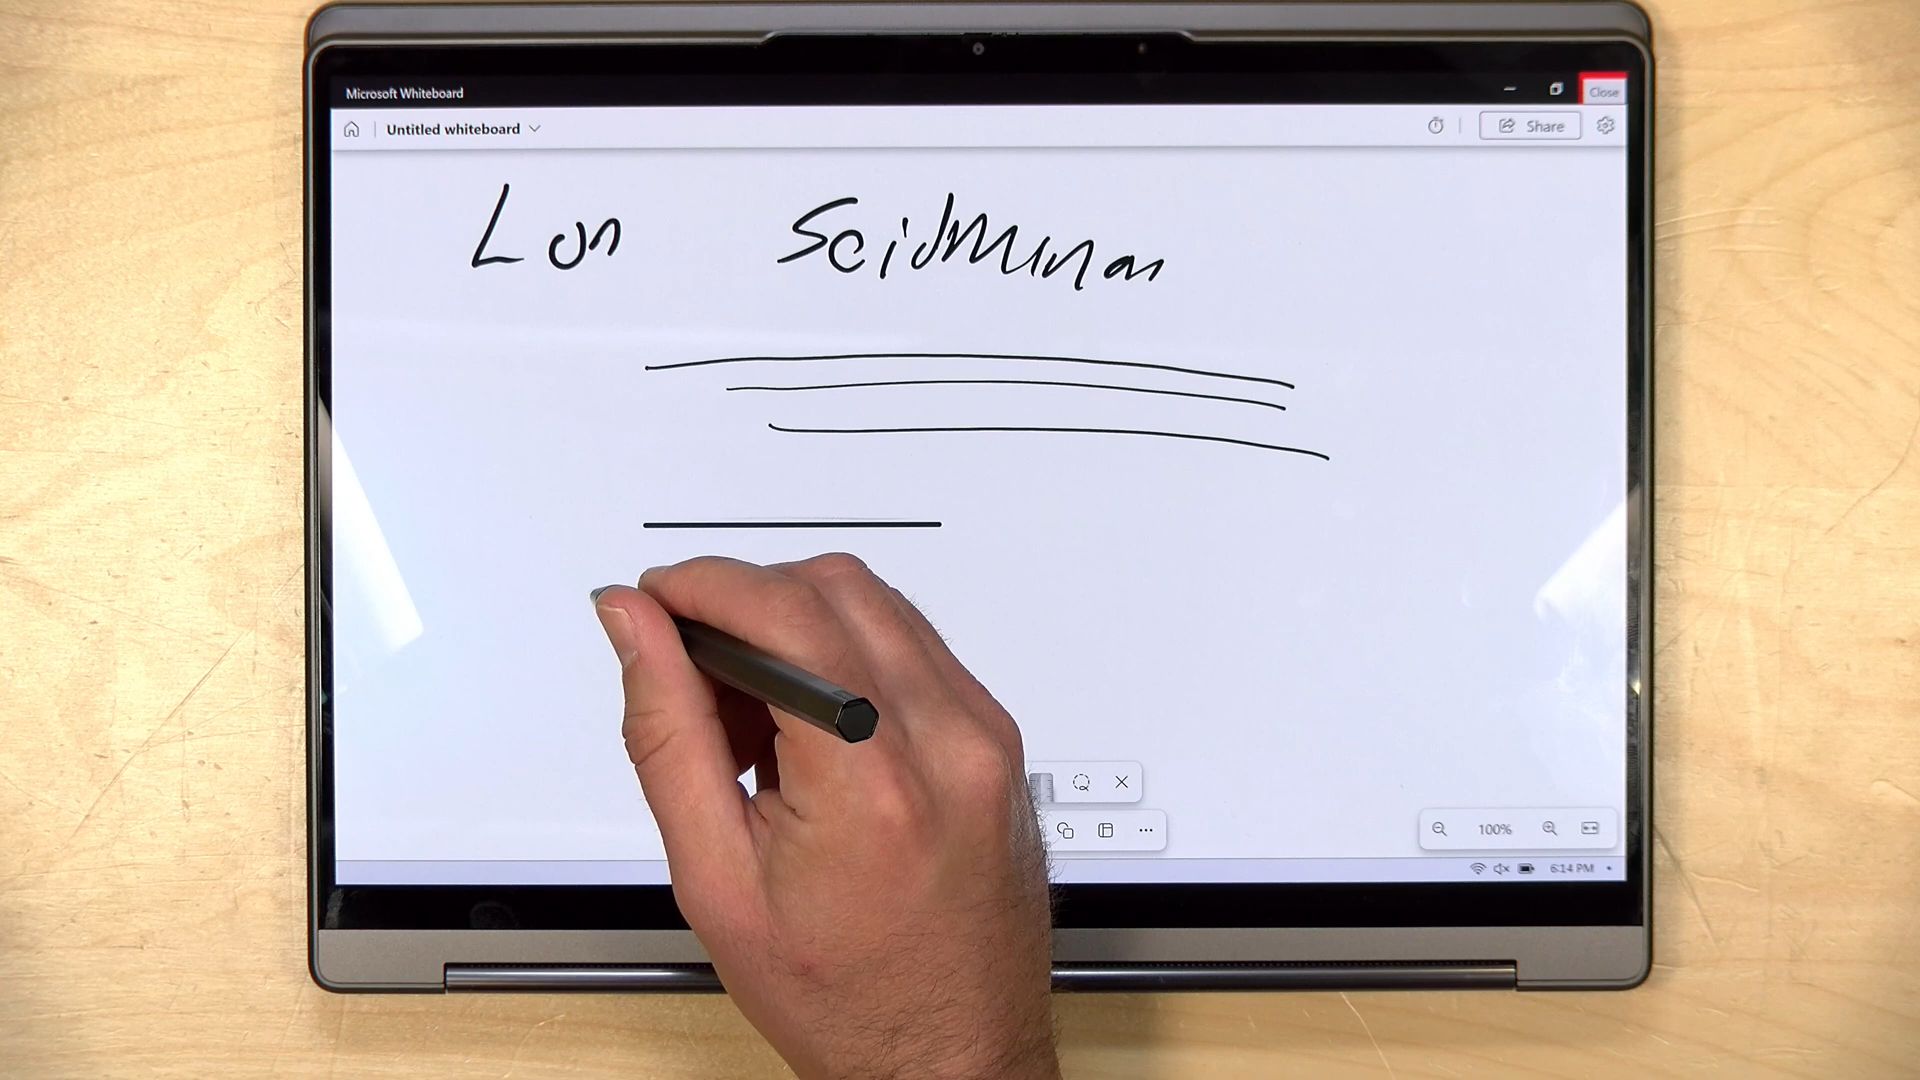 Microsoft Whiteboard
Close
Untitled whiteboard
Share
Lon Seidman
100%
6:14 PM